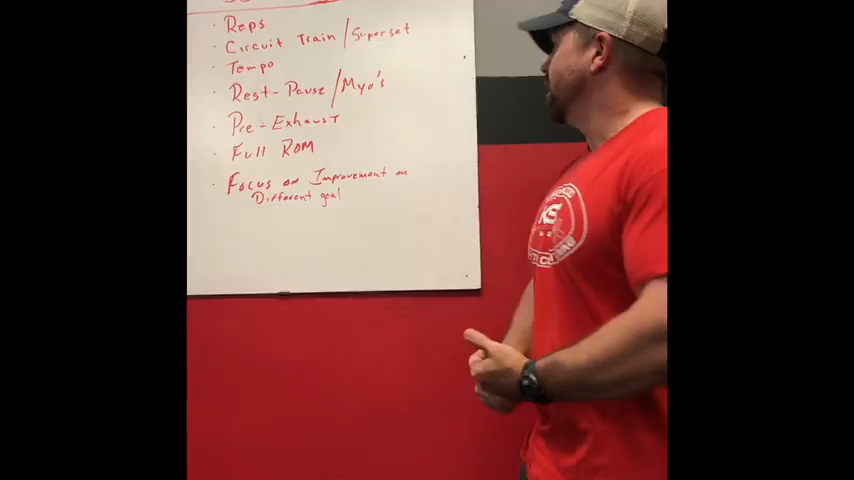 · Reps
· Circuit Train / Superset
· Tempo
· Rest-Pause / Myo's
· Pre-Exhaust
· Full ROM
· Focus on Improvement on
Different goal